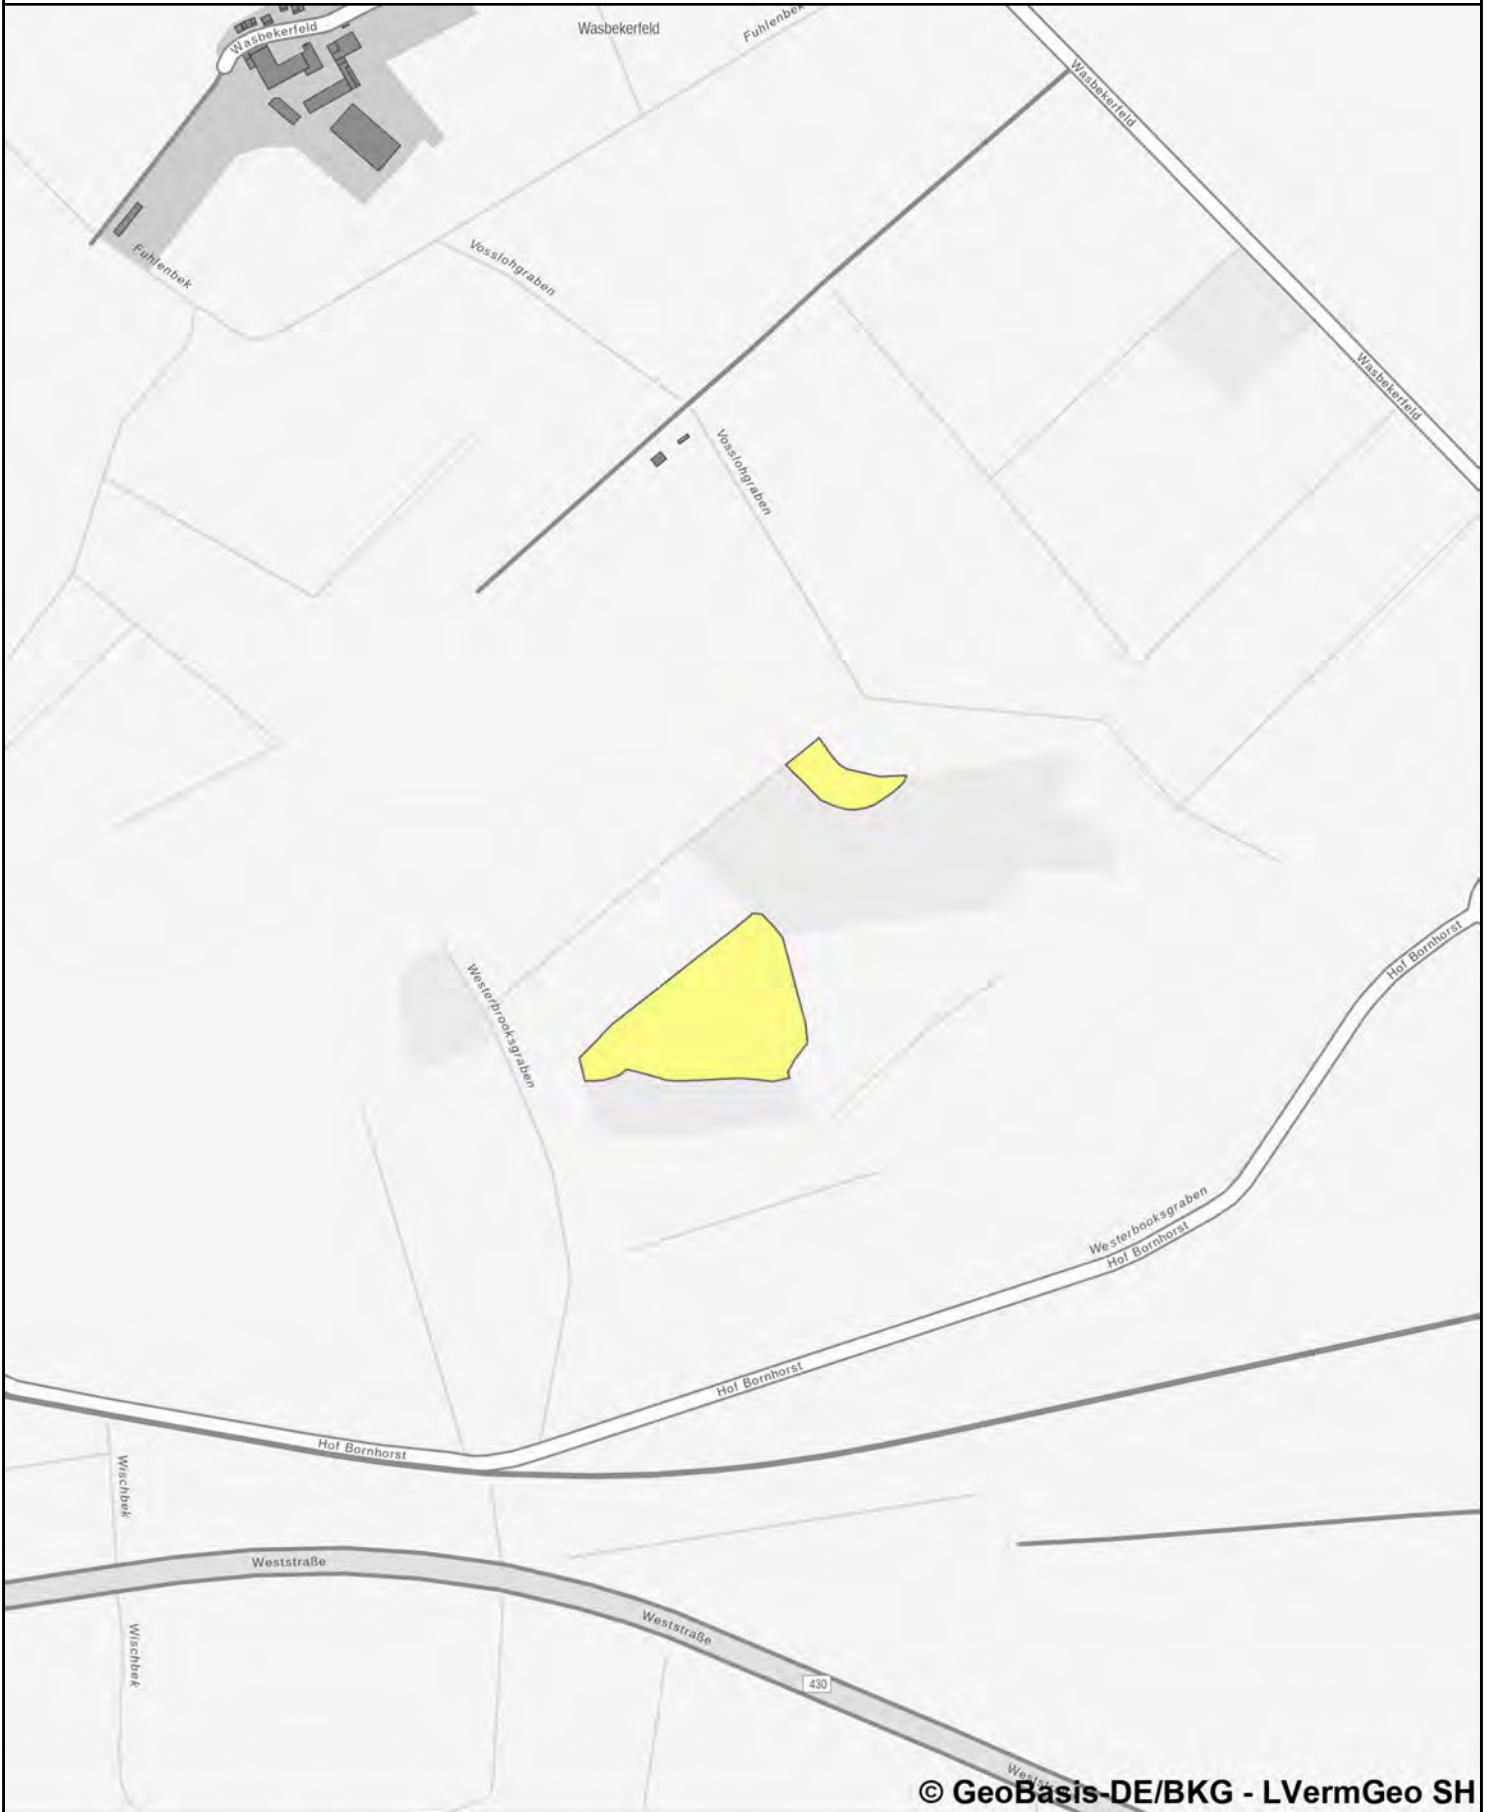 Wasbekerfeld
Wasbekerfeld
Fuhlenbek
Wasbekerfeld
Fuhlenbek
Vosslohgraben
Wasbekerfeld
Vosslohgraben
Westerbrooksgraben
Hof Bornhorst
Westerbooksgraben
Hof Bornhorst
Hof Bornhorst
Hof Bornhorst
Wischbek
Weststraße
Weststraße
Wischbek
430
© GeoBasis-DE/BKG - LVermGeo SH